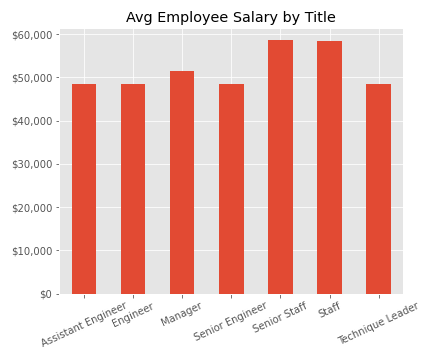 Avg Employee Salary by Title
$60,000
$50,000
$40,000
$30,000
$20,000
$10,000
$0
Assistant Engineer
Engineer
Manager
Senior Engineer
Senior Staff
Staff
Technique Leader